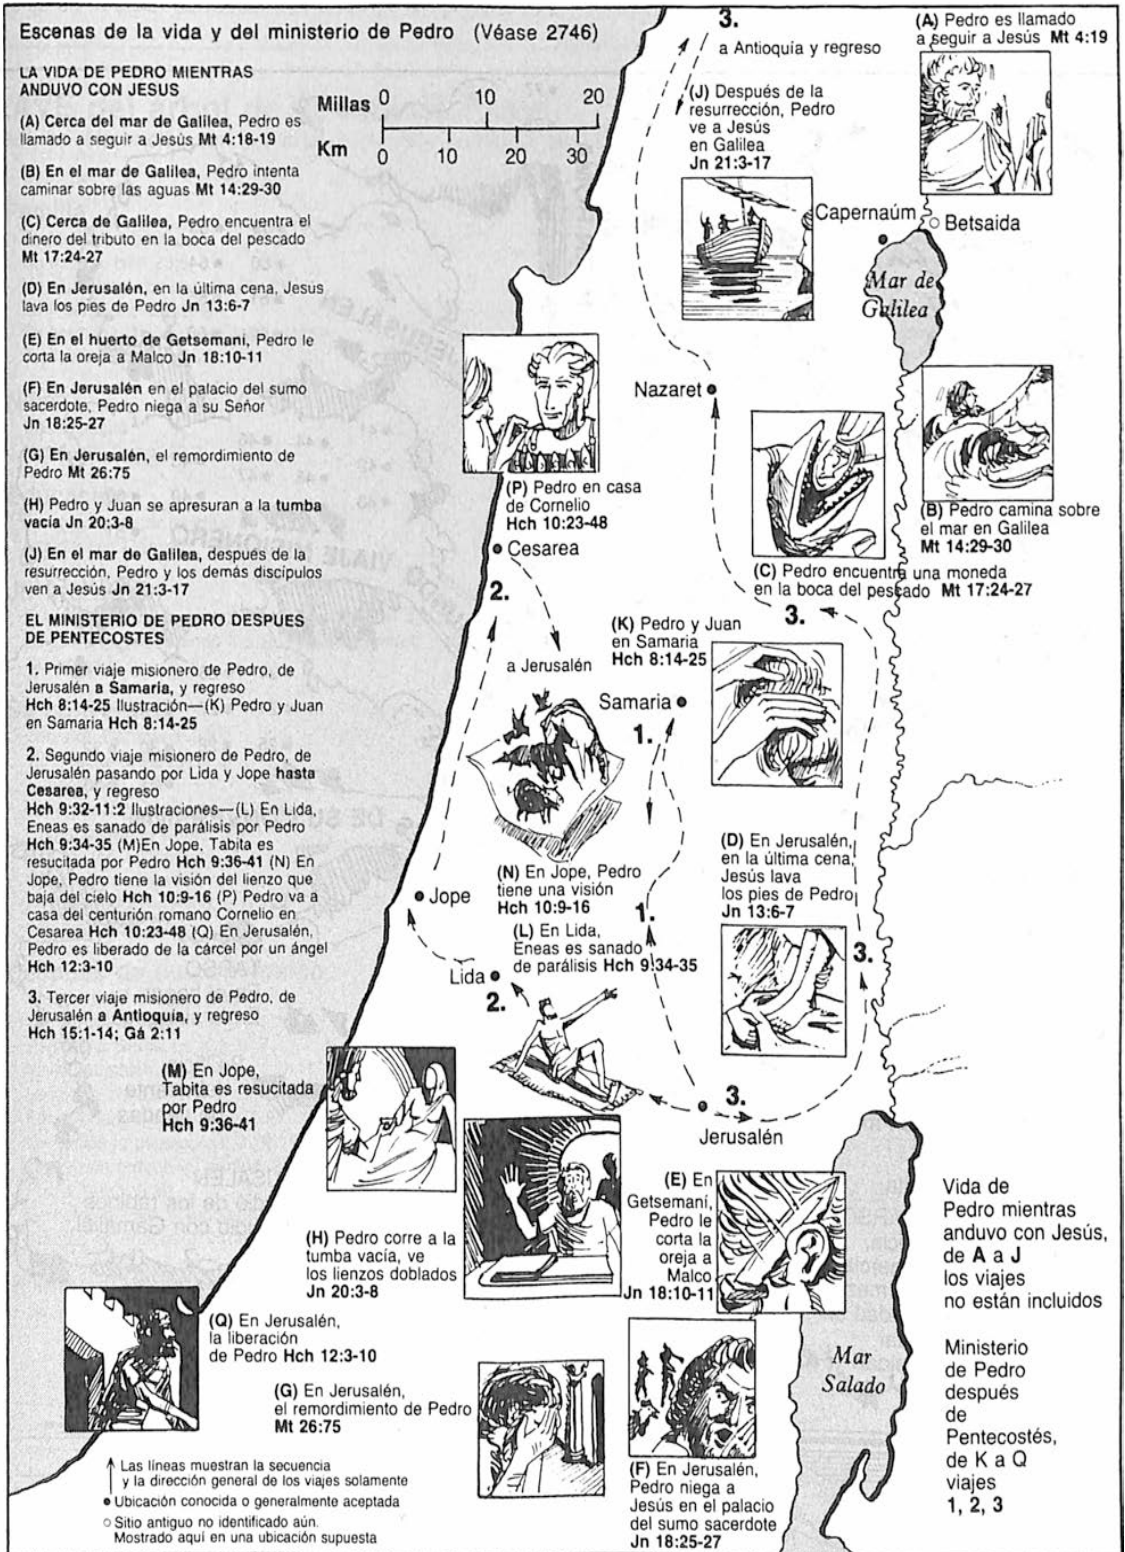 Escenas de la vida y del ministerio de Pedro (Véase 2746)
LA VIDA DE PEDRO MIENTRAS
ANDUVO CON JESUS
(A) Cerca del mar de Galilea, Pedro es
llamado a seguir a Jesús Mt 4:18-19
(B) En el mar de Galilea, Pedro intenta
caminar sobre las aguas Mt 14:29-30
(C) Cerca de Galilea, Pedro encuentra el
dinero del tributo en la boca del pescado
Mt 17:24-27
(D) En Jerusalén, en la última cena, Jesús
lava los pies de Pedro Jn 13:6-7
(E) En el huerto de Getsemaní, Pedro le
corta la oreja a Malco Jn 18:10-11
(F) En Jerusalén en el palacio del sumo
sacerdote, Pedro niega a su Señor
Jn 18:25-27
(G) En Jerusalén, el remordimiento de
Pedro Mt 26:75
(H) Pedro y Juan se apresuran a la tumba
vacía Jn 20:3-8
(J) En el mar de Galilea, después de la
resurrección, Pedro y los demás discípulos
ven a Jesús Jn 21:3-17
EL MINISTERIO DE PEDRO DESPUES
DE PENTECOSTES
1. Primer viaje misionero de Pedro, de
Jerusalén a Samaria, y regreso
Hch 8:14-25 Ilustración—(K) Pedro y Juan
en Samaria Hch 8:14-25
2. Segundo viaje misionero de Pedro, de
Jerusalén pasando por Lida y Jope hasta
Cesarea, y regreso
Hch 9:32-11:2 Ilustraciones—(L) En Lida,
Eneas es sanado de parálisis por Pedro
Hch 9:34-35 (M)En Jope, Tabita es
resucitada por Pedro Hch 9:36-41 (N) En
Jope, Pedro tiene la visión del lienzo que
baja del cielo Hch 10:9-16 (P) Pedro va a
casa del centurión romano Cornelio en
Cesarea Hch 10:23-48 (Q) En Jerusalén,
Pedro es liberado de la cárcel por un ángel
Hch 12:3-10
3. Tercer viaje misionero de Pedro, de
Jerusalén a Antioquía, y regreso
Hch 15:1-14; Gá 2:11
Millas 0 10 20
Km 0 10 20 30
3.
a Antioquía y regreso
(A) Pedro es llamado
a seguir a Jesús Mt 4:19
(J) Después de la
resurrección, Pedro
ve a Jesús
en Galilea
Jn 21:3-17
Capernaúm
Betsaida
Mar de
Galilea
Nazaret
(P) Pedro en casa
de Cornelio
Hch 10:23-48
(B) Pedro camina sobre
el mar en Galilea
Mt 14:29-30
Cesarea
(C) Pedro encuentra una moneda
en la boca del pescado Mt 17:24-27
2.
3.
(K) Pedro y Juan
en Samaria
Hch 8:14-25
a Jerusalén
Samaria
1.
(D) En Jerusalén,
en la última cena,
Jesús lava
los pies de Pedro
Jn 13:6-7
(N) En Jope, Pedro
tiene una visión
Hch 10:9-16
Jope
1.
(L) En Lida,
Eneas es sanado
de parálisis Hch 9:34-35
3.
Lida
2.
(M) En Jope,
Tabita es resucitada
por Pedro
Hch 9:36-41
3.
Jerusalén
(E) En
Getsemaní,
Pedro le
corta la
oreja a
Malco
Jn 18:10-11
Vida de
Pedro mientras
anduvo con Jesús,
de A a J
los viajes
no están incluidos
(H) Pedro corre a la
tumba vacía, ve
los lienzos doblados
Jn 20:3-8
(Q) En Jerusalén,
la liberación
de Pedro Hch 12:3-10
Mar
Salado
Ministerio
de Pedro
después
de
Pentecostés,
de K a Q
viajes
1, 2, 3
(G) En Jerusalén,
el remordimiento de Pedro
Mt 26:75
(F) En Jerusalén,
Pedro niega a
Jesús en el palacio
del sumo sacerdote
Jn 18:25-27
Las líneas muestran la secuencia
y la dirección general de los viajes solamente
Ubicación conocida o generalmente aceptada
Sitio antiguo no identificado aún.
Mostrado aquí en una ubicación supuesta